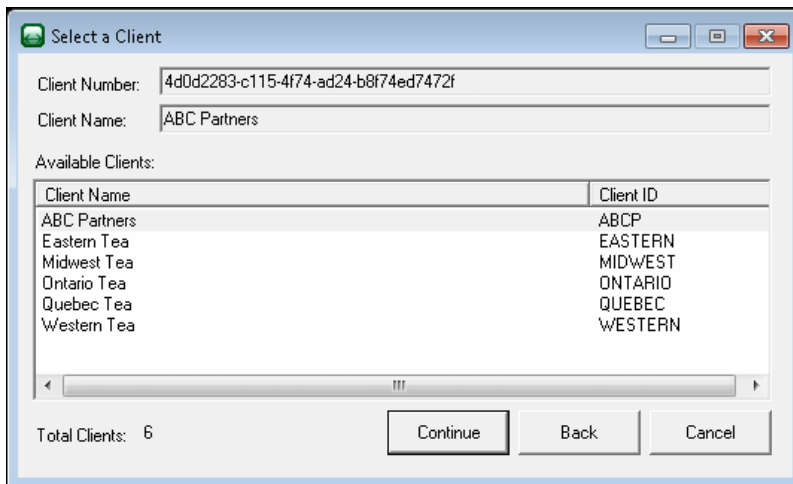 Select a Client
Client Number: 4d0d2283-c115-4f74-ad24-b8f74ed7472f
Client Name: ABC Partners
Available Clients:
Client Name Client ID
ABC Partners ABCP
Eastern Tea EASTERN
Midwest Tea MIDWEST
Ontario Tea ONTARIO
Quebec Tea QUEBEC
Western Tea WESTERN
Total Clients: 6 Continue Back Cancel